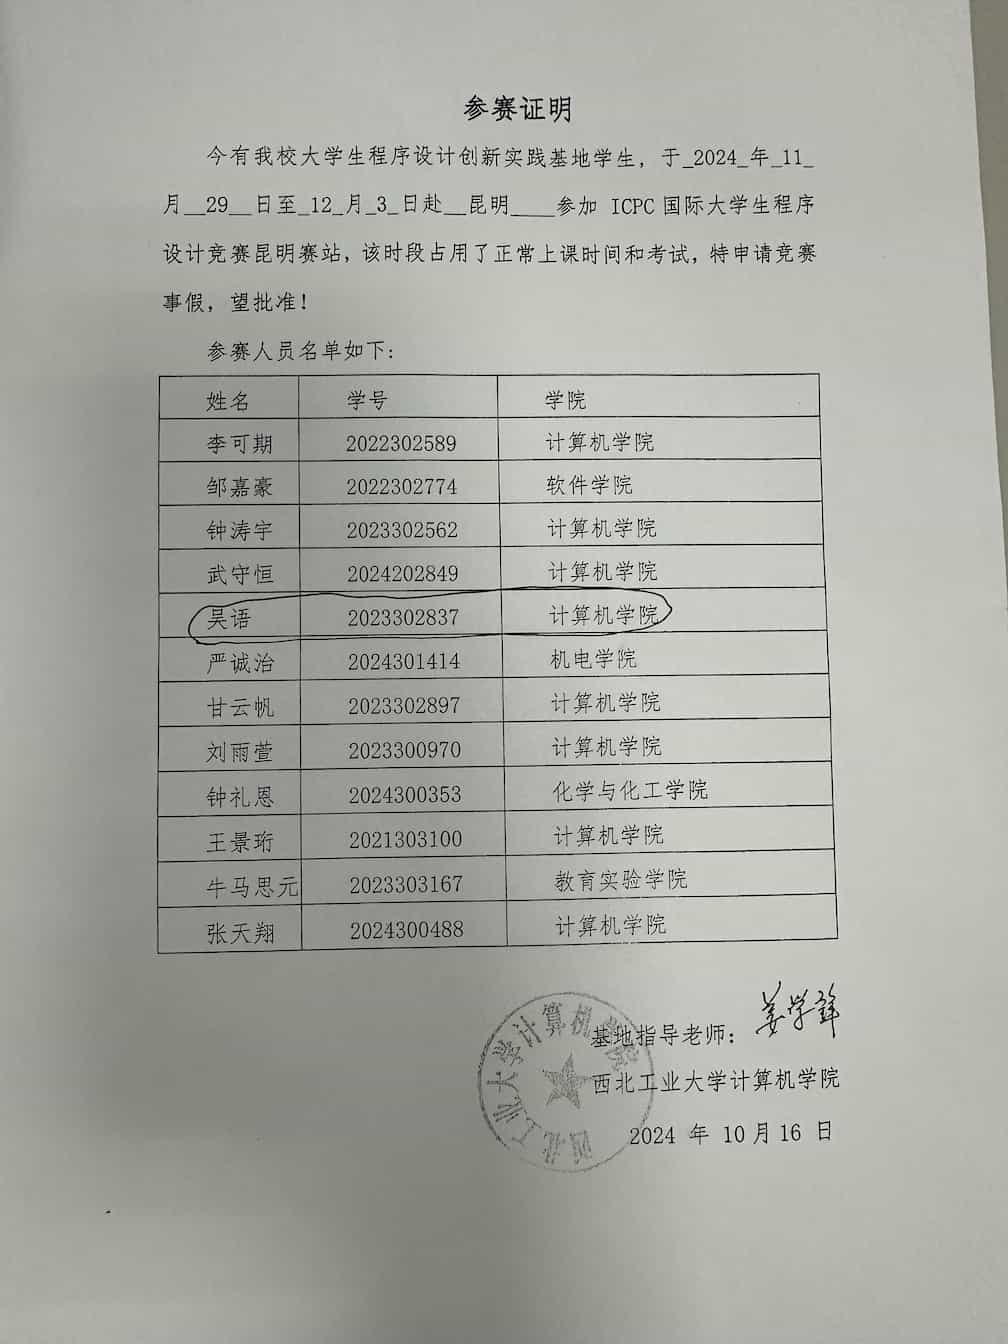 参赛证明
今有我校大学生程序设计创新实践基地学生，于_2024_年_11_
月__29__日至_12_月_3_日赴__昆明____参加 ICPC 国际大学生程序
设计竞赛昆明赛站，该时段占用了正常上课时间和考试，特申请竞赛
事假，望批准！
参赛人员名单如下：
姓名 学号 学院
李可期 2022302589 计算机学院
邹嘉豪 2022302774 软件学院
钟涛宇 2023302562 计算机学院
武守恒 2024202849 计算机学院
吴语 2023302837 计算机学院
严诚治 2024301414 机电学院
甘云帆 2023302897 计算机学院
刘雨萱 2023300970 计算机学院
钟礼恩 2024300353 化学与化工学院
王景珩 2021303100 计算机学院
牛马思元 2023303167 教育实验学院
张天翔 2024300488 计算机学院
基地指导老师： 姜学锋
西北工业大学计算机学院
2024 年 10月16 日
西北工业大学计算机学院